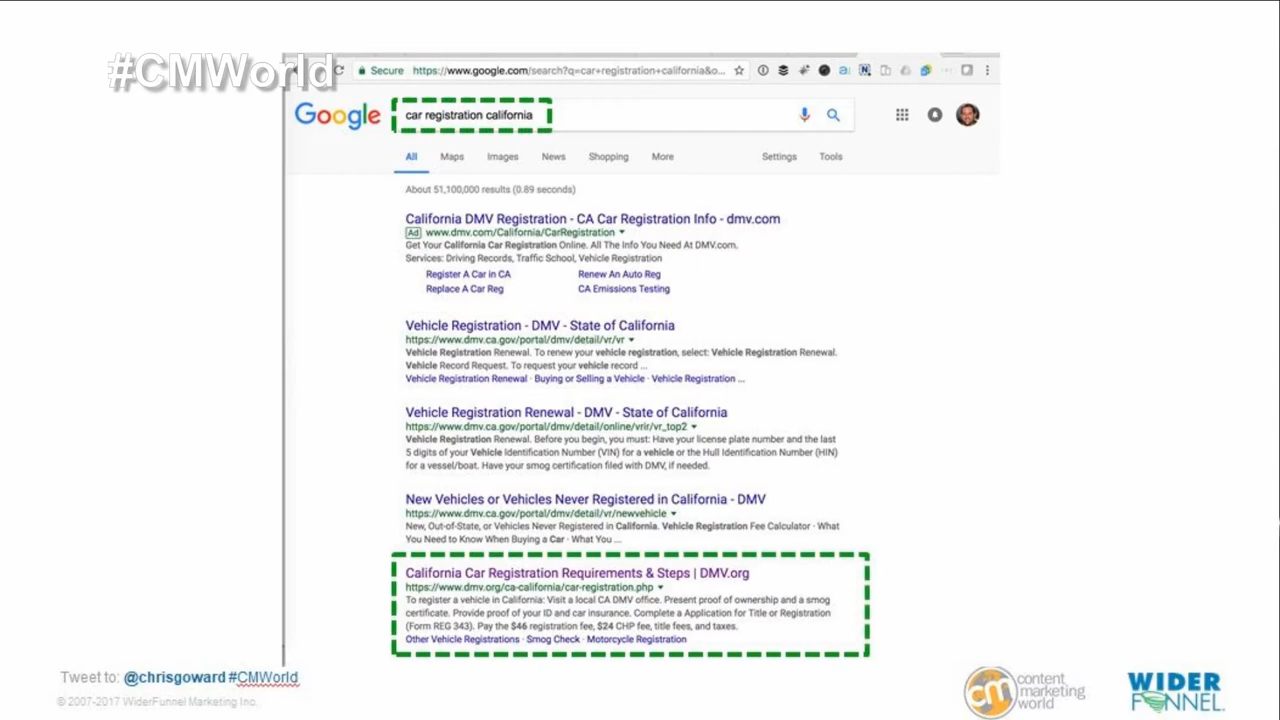 #CMWorld
Secure https://www.google.com/search?q=car+registration+california&o...
Google car registration california
All Maps Images News Shopping More Settings Tools
About 51,100,000 results (0.89 seconds)
California DMV Registration - CA Car Registration Info - dmv.com
Ad www.dmv.com/California/CarRegistration
Get Your California Car Registration Online. All The Info You Need At DMV.com.
Services: Driving Records, Traffic School, Vehicle Registration
Register A Car in CA Renew An Auto Reg
Replace A Car Reg CA Emissions Testing
Vehicle Registration - DMV - State of California
https://www.dmv.ca.gov/portal/dmv/detail/vr/vr
Vehicle Registration Renewal. To renew your vehicle registration, select: Vehicle Registration Renewal.
Vehicle Record Request. To request your vehicle record ...
Vehicle Registration Renewal · Buying or Selling a Vehicle · Vehicle Registration ...
Vehicle Registration Renewal - DMV - State of California
https://www.dmv.ca.gov/portal/dmv/detail/online/vrir/vr_top2
Vehicle Registration Renewal. Before you begin, you must: Have your license plate number and the last
5 digits of your Vehicle Identification Number (VIN) for a vehicle or the Hull Identification Number (HIN)
for a vessel/boat. Have your smog certification filed with DMV, if needed.
New Vehicles or Vehicles Never Registered in California - DMV
https://www.dmv.ca.gov/portal/dmv/detail/vr/newvehicle
New, Out-of-State, or Vehicles Never Registered in California. Vehicle Registration Fee Calculator · What
You Need to Know When Buying a Car · What You ...
California Car Registration Requirements & Steps | DMV.org
https://www.dmv.org/ca-california/car-registration.php
To register a vehicle in California: Visit a local CA DMV office. Present proof of ownership and a smog
certificate. Provide proof of your ID and car insurance. Complete a Application for Title or Registration
(Form REG 343). Pay the $46 registration fee, $24 CHP fee, title fees, and taxes.
Other Vehicle Registrations · Smog Check · Motorcycle Registration
Tweet to: @chrisgoward #CMWorld
© 2007-2017 WiderFunnel Marketing Inc.
cm content
marketing
world
WIDER
FUNNEL